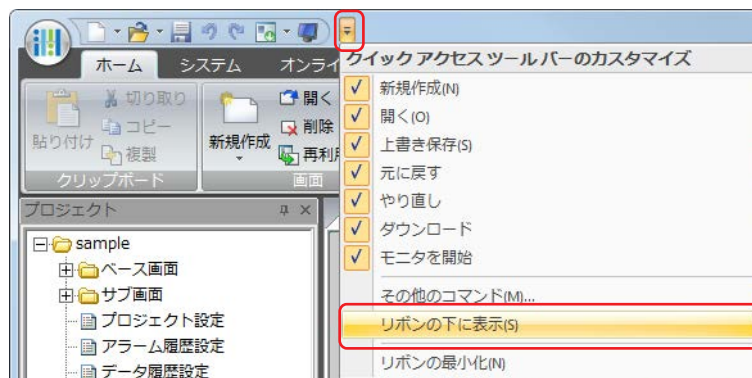 ホーム
システム
オンライ
切り取り
コピー
複製
貼り付け
クリップボード
新規作成
開く
削除
再利用
画面
クイック アクセス ツール バーのカスタマイズ
新規作成(N)
開く(O)
上書き保存(S)
元に戻す
やり直し
ダウンロード
モニタを開始
その他のコマンド(M)...
リボンの下に表示(S)
リボンの最小化(N)
プロジェクト
sample
ベース画面
サブ画面
プロジェクト設定
アラーム履歴設定
データ履歴設定